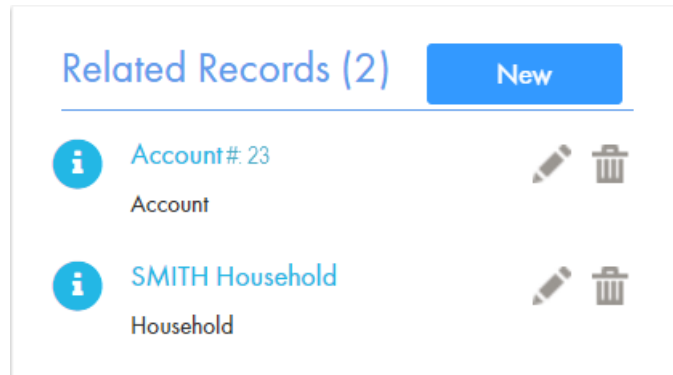 Related Records (2)
New
Account#: 23
Account
SMITH Household
Household